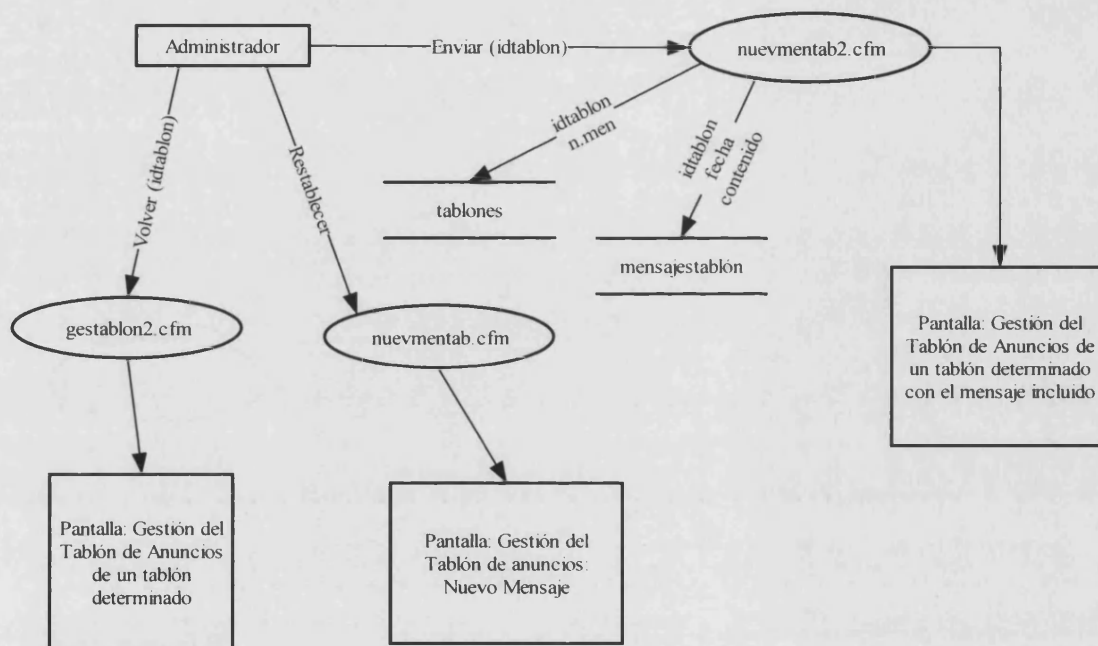 Administrador
Enviar (idtablon)
nuevmentab2.cfm
idtablon
n.men
idtablon
fecha
contenido
Volver (idtablon)
Restablecer
tablones
mensajestablón
gestablon2.cfm
nuevmentab.cfm
Pantalla: Gestión del
Tablón de Anuncios de
un tablón determinado
con el mensaje incluido
Pantalla: Gestión del
Tablón de Anuncios
de un tablón
determinado
Pantalla: Gestión del
Tablón de anuncios:
Nuevo Mensaje